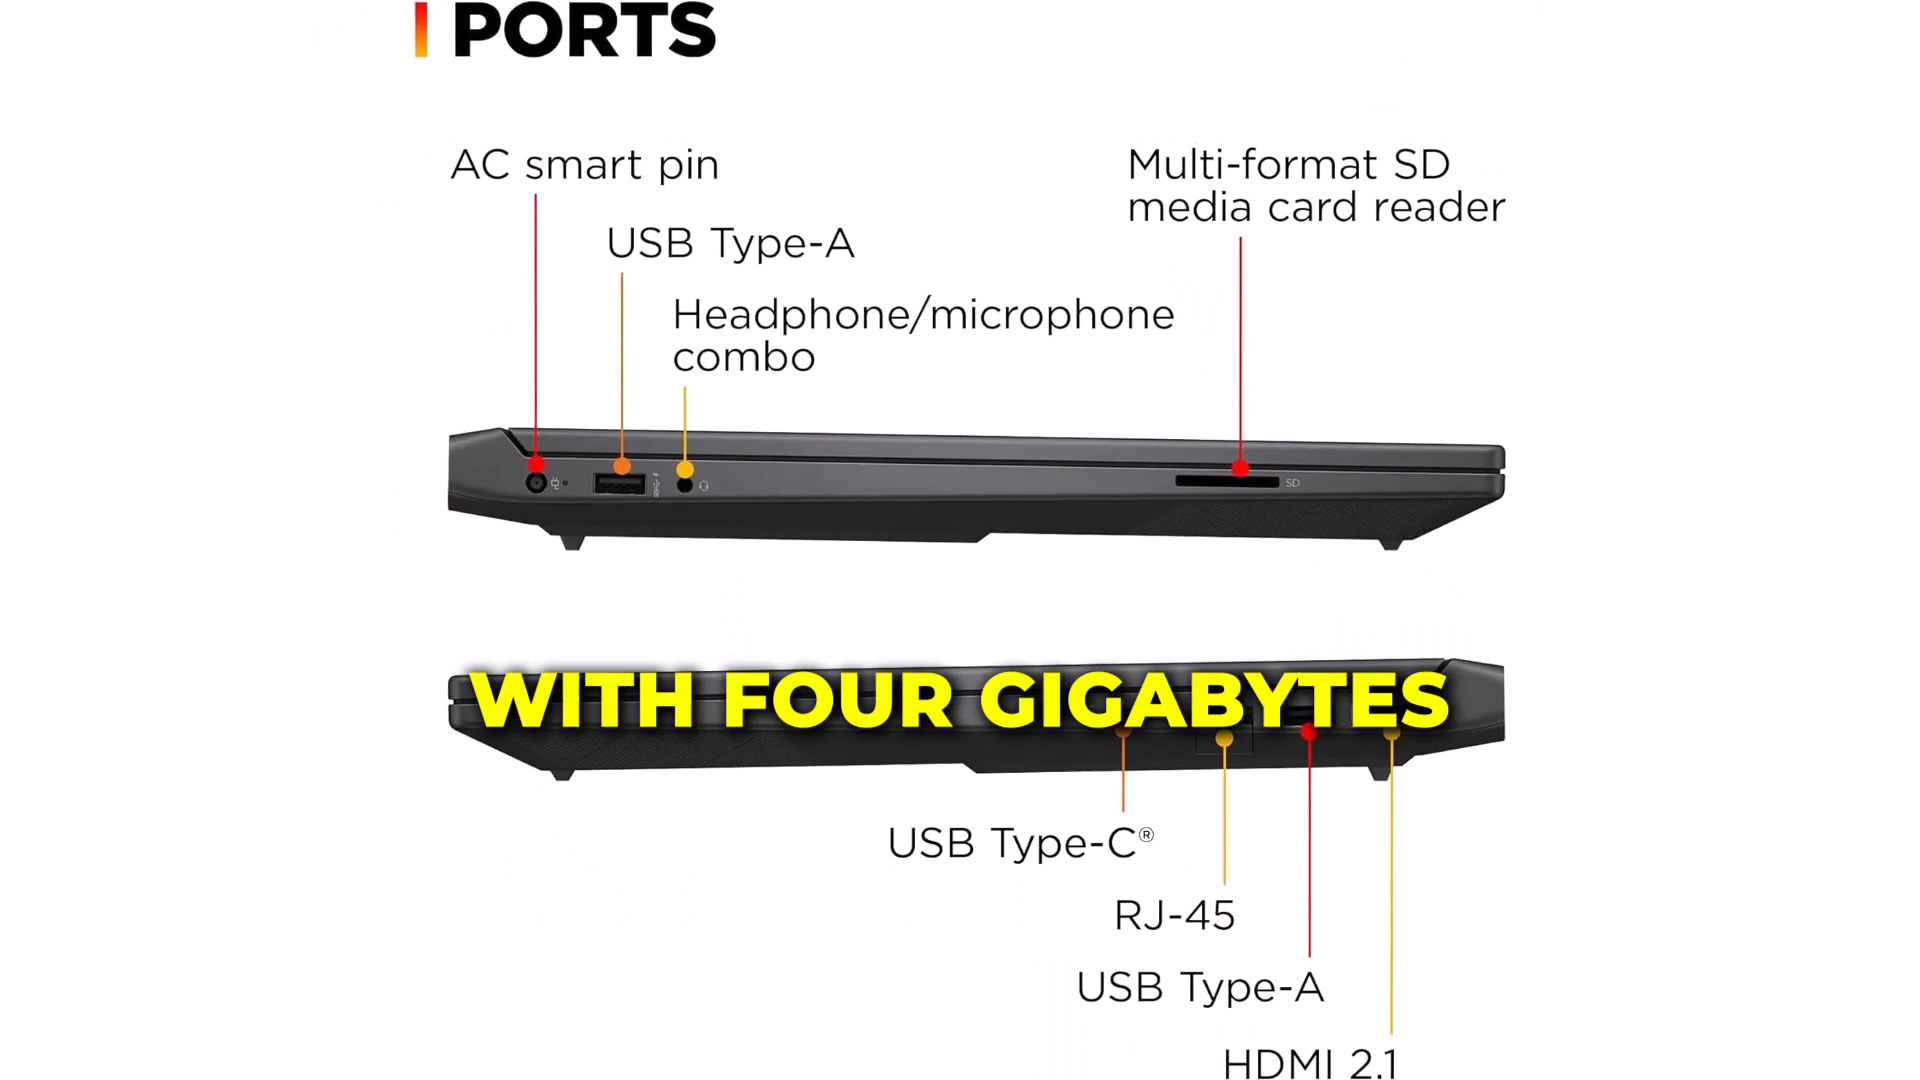 PORTS
AC smart pin
Multi-format SD
media card reader
USB Type-A
Headphone/microphone
combo
SD
WITH FOUR GIGABYTES
USB Type-C®
RJ-45
USB Type-A
HDMI 2.1